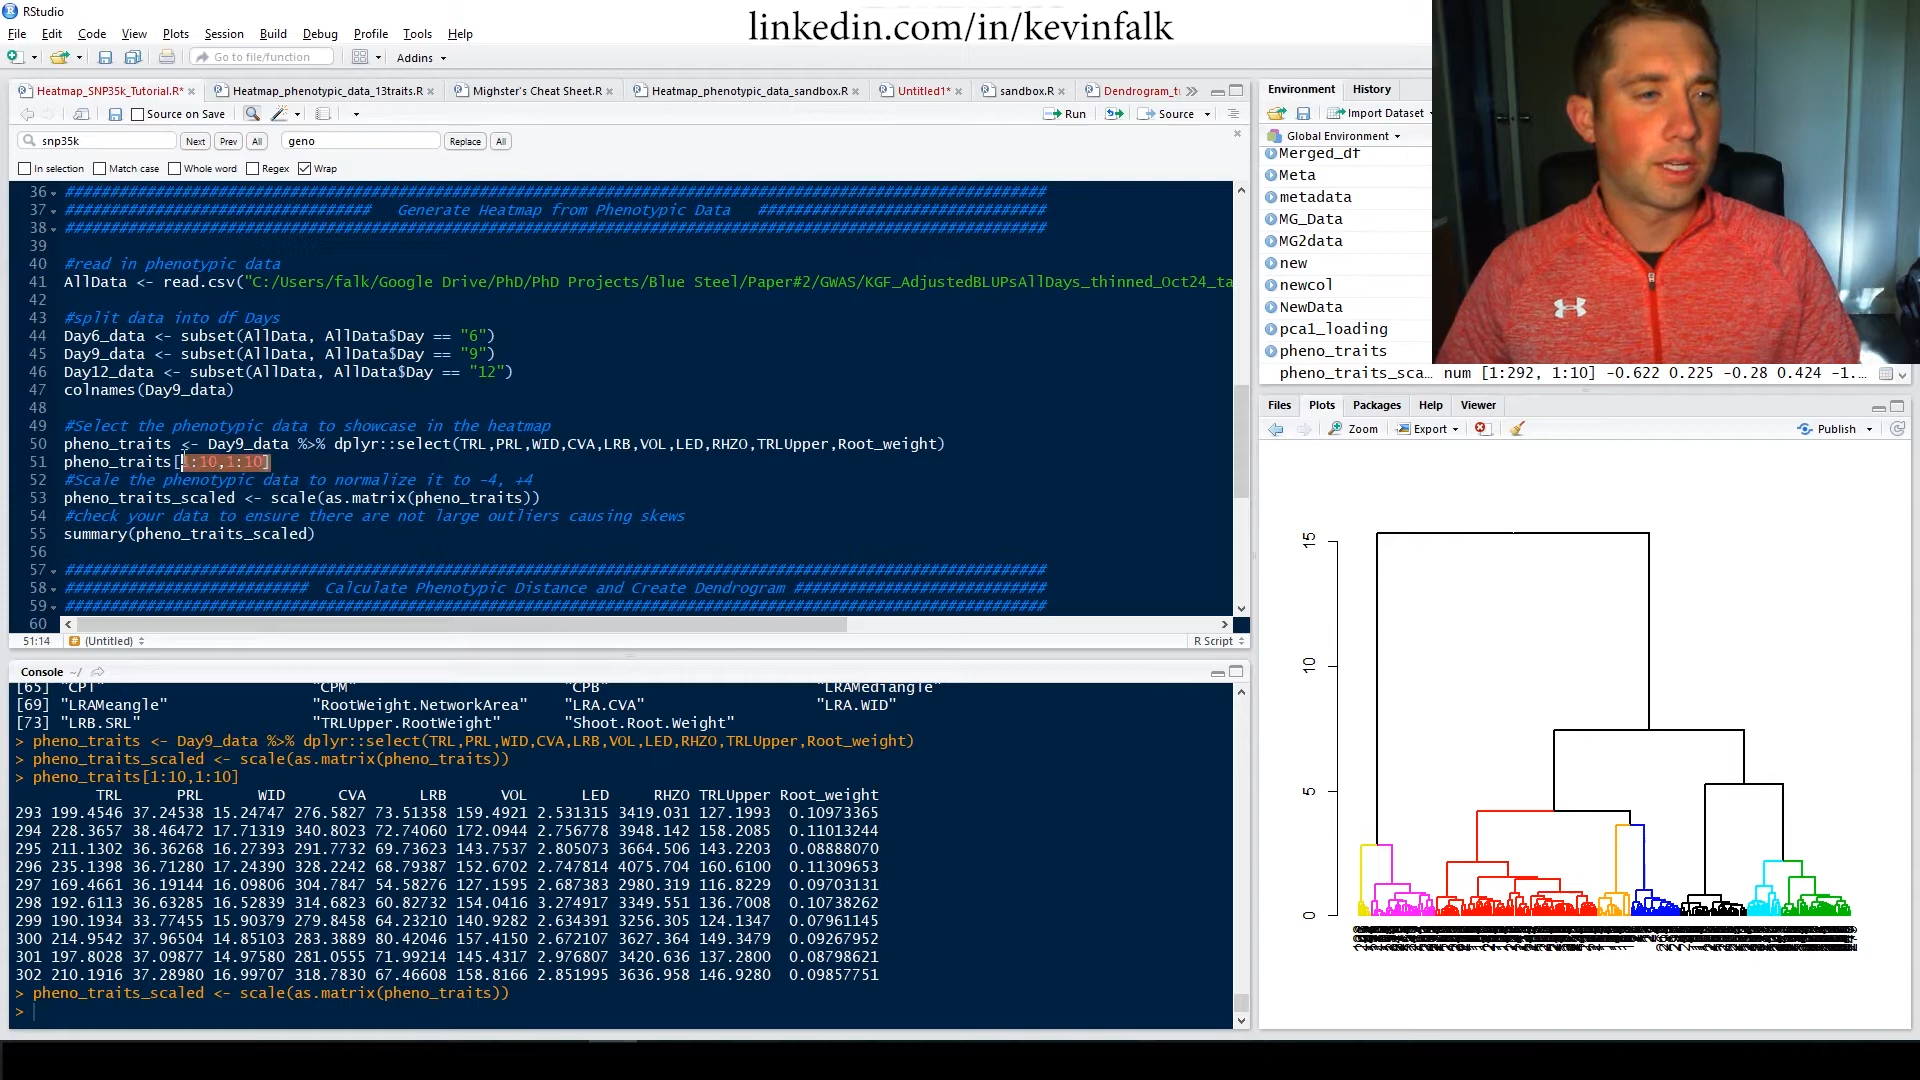 RStudio
linkedin.com/in/kevinfalk
File Edit Code View Plots Session Build Debug Profile Tools Help
Go to file/function Addins
Heatmap_SNP35k_Tutorial.R* Heatmap_phenotypic_data_13traits.R Mighster's Cheat Sheet.R Heatmap_phenotypic_data_sandbox.R Untitled1* sandbox.R Dendrogram_t
Source on Save Run Source
snp35k Next Prev All geno Replace All
In selection Match case Whole word Regex Wrap
36 #############################################################################################################
37 ################################## Generate Heatmap from Phenotypic Data ################################
38 #############################################################################################################
39
40 #read in phenotypic data
41 AllData <- read.csv("C:/Users/falk/Google Drive/PhD/PhD Projects/Blue Steel/Paper#2/GWAS/KGF_AdjustedBLUPsAllDays_thinned_Oct24_ta
42
43 #split data into df Days
44 Day6_data <- subset(AllData, AllData$Day == "6")
45 Day9_data <- subset(AllData, AllData$Day == "9")
46 Day12_data <- subset(AllData, AllData$Day == "12")
47 colnames(Day9_data)
48
49 #Select the phenotypic data to showcase in the heatmap
50 pheno_traits <- Day9_data %>% dplyr::select(TRL,PRL,WID,CVA,LRB,VOL,LED,RHZO,TRLUpper,Root_weight)
51 pheno_traits[1:10,1:10]
52 #Scale the phenotypic data to normalize it to -4, +4
53 pheno_traits_scaled <- scale(as.matrix(pheno_traits))
54 #check your data to ensure there are not large outliers causing skews
55 summary(pheno_traits_scaled)
56
57 #############################################################################################################
58 ########################### Calculate Phenotypic Distance and Create Dendrogram ############################
59 #############################################################################################################
60
51:14 (Untitled) R Script
Console ~/
[65] "CPT" "CPM" "CPB" "LRAMediangle"
[69] "LRAMeangle" "RootWeight.NetworkArea" "LRA.CVA" "LRA.WID"
[73] "LRB.SRL" "TRLUpper.RootWeight" "Shoot.Root.Weight"
> pheno_traits <- Day9_data %>% dplyr::select(TRL,PRL,WID,CVA,LRB,VOL,LED,RHZO,TRLUpper,Root_weight)
> pheno_traits_scaled <- scale(as.matrix(pheno_traits))
> pheno_traits[1:10,1:10]
TRL PRL WID CVA LRB VOL LED RHZO TRLUpper Root_weight
293 199.4546 37.24538 15.24747 276.5827 73.51358 159.4921 2.531315 3419.031 127.1993 0.10973365
294 228.3657 38.46472 17.71319 340.8023 72.74060 172.0944 2.756778 3948.142 158.2085 0.11013244
295 211.1302 36.36268 16.27393 291.7732 69.73623 143.7537 2.805073 3664.506 143.2203 0.08888070
296 235.1398 36.71280 17.24390 328.2242 68.79387 152.6702 2.747814 4075.704 160.6100 0.11309653
297 169.4661 36.19144 16.09806 304.7847 54.58276 127.1595 2.687383 2980.319 116.8229 0.09703131
298 192.6113 36.63285 16.52839 314.6823 60.82732 154.0416 3.274917 3349.551 136.7008 0.10738262
299 190.1934 33.77455 15.90379 279.8458 64.23210 140.9282 2.634391 3256.305 124.1347 0.07961145
300 214.9542 37.96504 14.85103 283.3889 80.42046 157.4150 2.672107 3627.364 149.3479 0.09267952
301 197.8028 37.09877 14.97580 281.0555 71.99214 145.4317 2.976807 3420.636 137.2800 0.08798621
302 210.1916 37.28980 16.99707 318.7830 67.46608 158.8166 2.851995 3636.958 146.9280 0.09857751
> pheno_traits_scaled <- scale(as.matrix(pheno_traits))
>
Environment History
Import Dataset
Global Environment
Merged_df
Meta
metadata
MG_Data
MG2data
new
newcol
NewData
pca1_loading
pheno_traits
pheno_traits_sca… num [1:292, 1:10] -0.622 0.225 -0.28 0.424 -1.…
Files Plots Packages Help Viewer
Zoom Export Publish
15
10
5
0